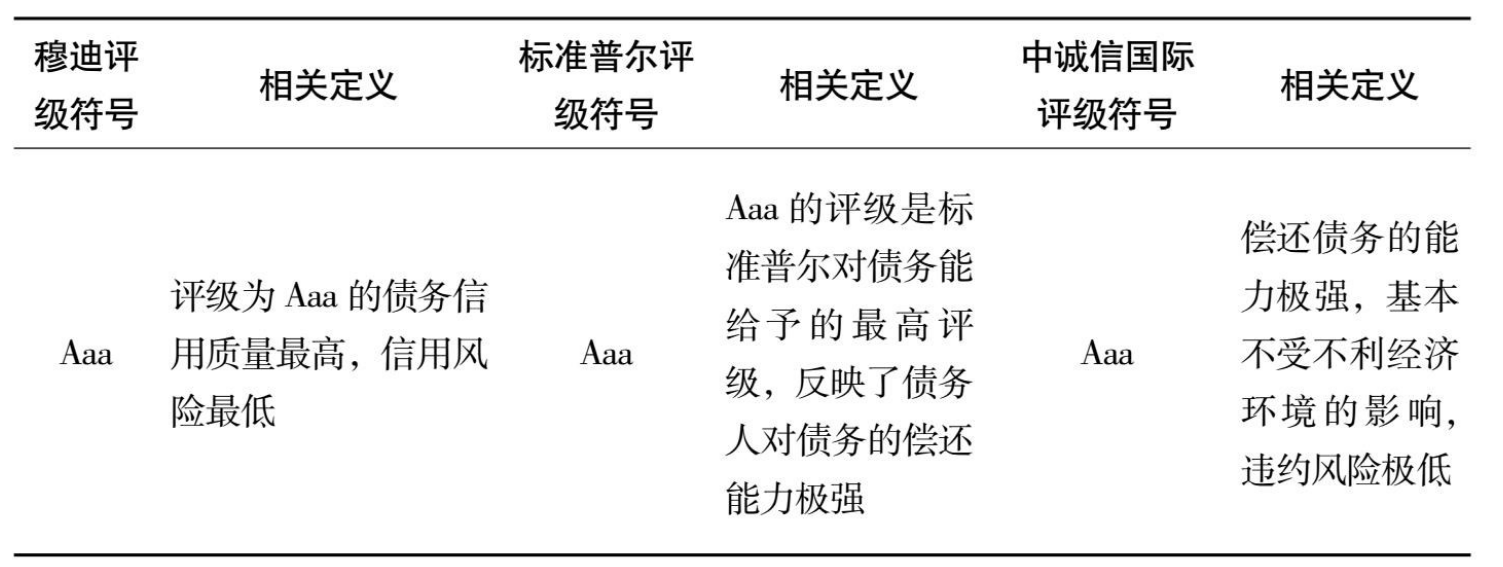 穆迪评
级符号
相关定义
标准普尔评
级符号
相关定义
中诚信国际
评级符号
相关定义
Aaa
评级为 Aaa 的债务信
用质量最高，信用风
险最低
Aaa
Aaa 的评级是标
准普尔对债务能
给予的最高评
级，反映了债务
人对债务的偿还
能力极强
Aaa
偿还债务的能
力极强，基本
不受不利经济
环境的影响，
违约风险极低